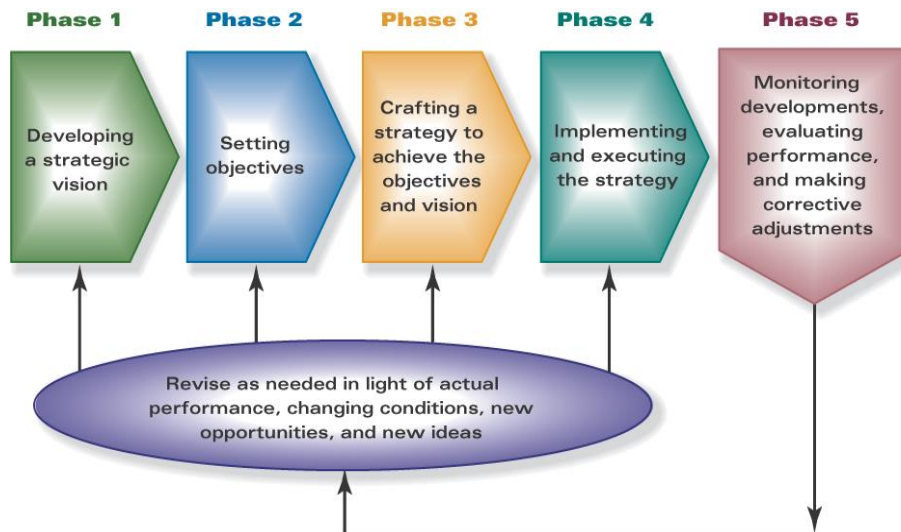 Phase 1
Phase 2
Phase 3
Phase 4
Phase 5
Developing
a strategic
vision
Setting
objectives
Crafting a
strategy to
achieve the
objectives
and vision
Implementing
and executing
the strategy
Monitoring
developments,
evaluating
performance,
and making
corrective
adjustments
Revise as needed in light of actual
performance, changing conditions, new
opportunities, and new ideas